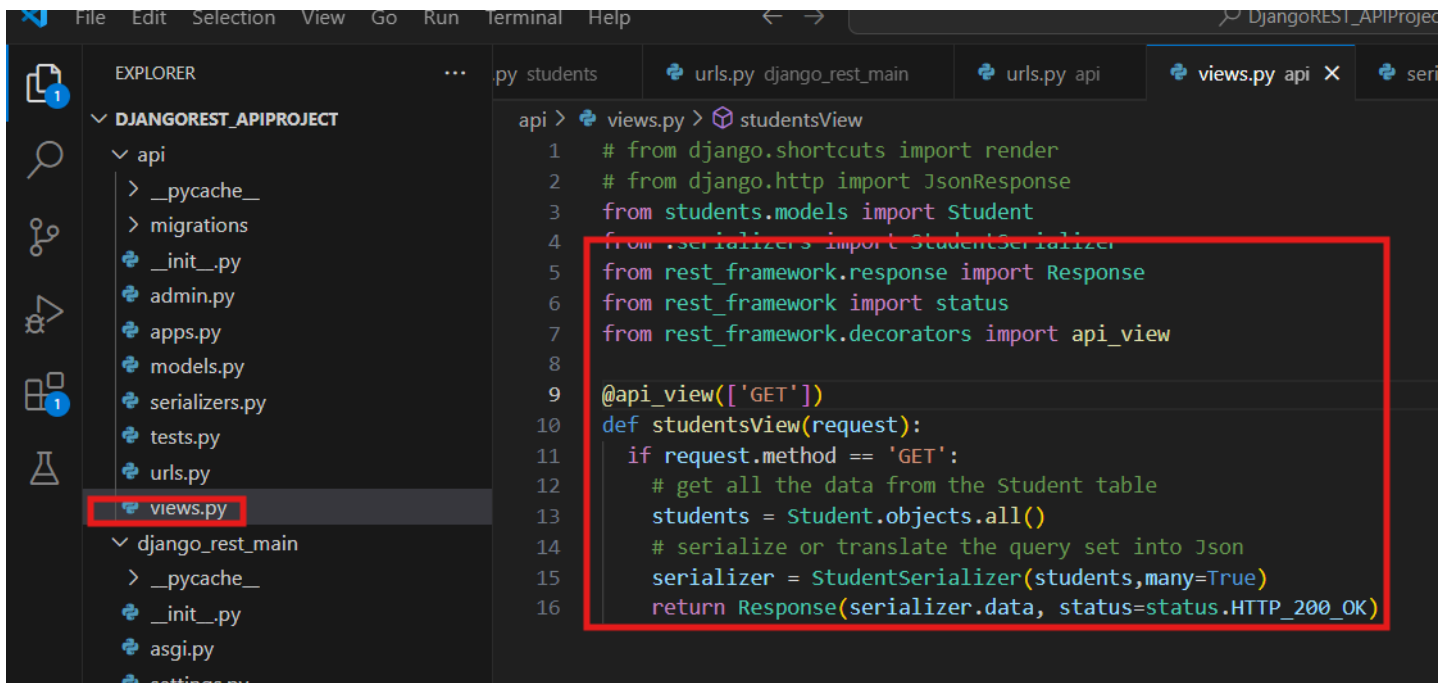 File Edit Selection View Go Run Terminal Help
DjangoREST_APIProjec
EXPLORER
.py students
urls.py django_rest_main
urls.py api
views.py api
seri
1
DJANGOREST_APIPROJECT
api
__pycache__
migrations
__init__.py
admin.py
apps.py
models.py
serializers.py
tests.py
urls.py
views.py
django_rest_main
__pycache__
__init__.py
asgi.py
settings.py
1
api > views.py > studentsView
1 # from django.shortcuts import render
2 # from django.http import JsonResponse
3 from students.models import Student
4 from .serializers import StudentSerializer
5 from rest_framework.response import Response
6 from rest_framework import status
7 from rest_framework.decorators import api_view
8
9 @api_view(['GET'])
10 def studentsView(request):
11 if request.method == 'GET':
12 # get all the data from the Student table
13 students = Student.objects.all()
14 # serialize or translate the query set into Json
15 serializer = StudentSerializer(students,many=True)
16 return Response(serializer.data, status=status.HTTP_200_OK)